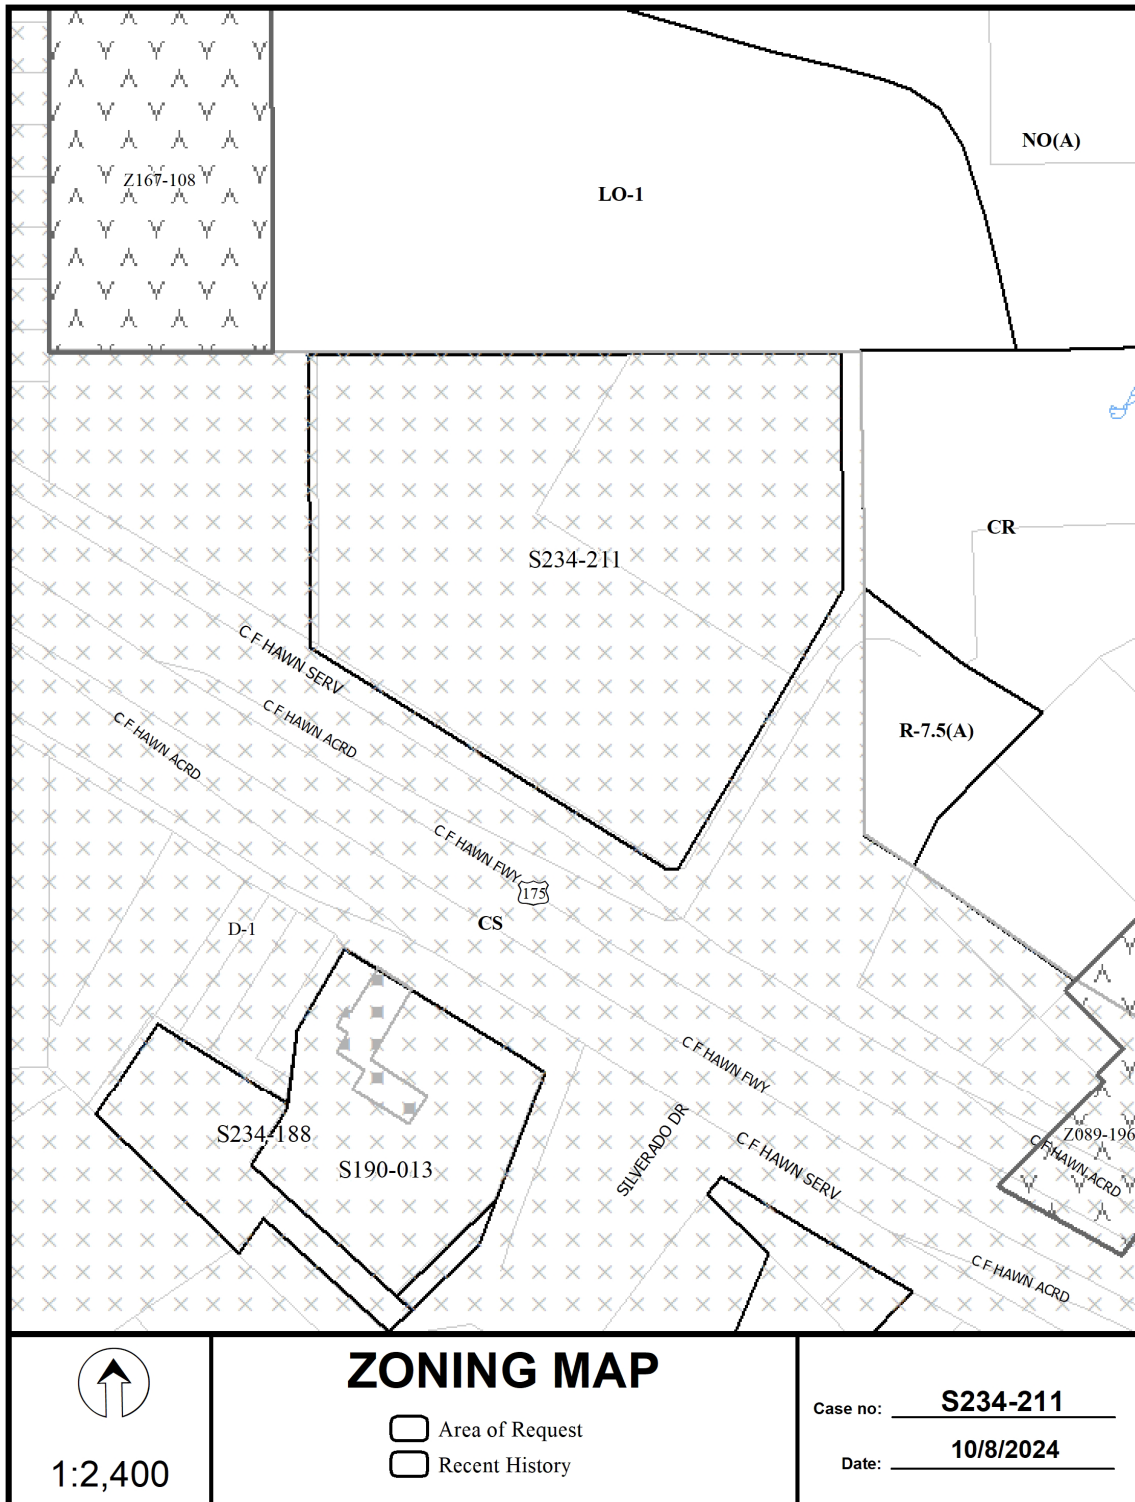 NO(A)
Z167-108
LO-1
CR
S234-211
C F HAWN SERV
C F HAWN ACRD
C F HAWN ACRD
R-7.5(A)
C F HAWN FWY
175
CS
D-1
C F HAWN FWY
S234-188
S190-013
SILVERADO DR
C F HAWN SERV
Z089-196
C F HAWN ACRD
C F HAWN ACRD
1:2,400
ZONING MAP
Area of Request
Recent History
Case no: S234-211
Date: 10/8/2024